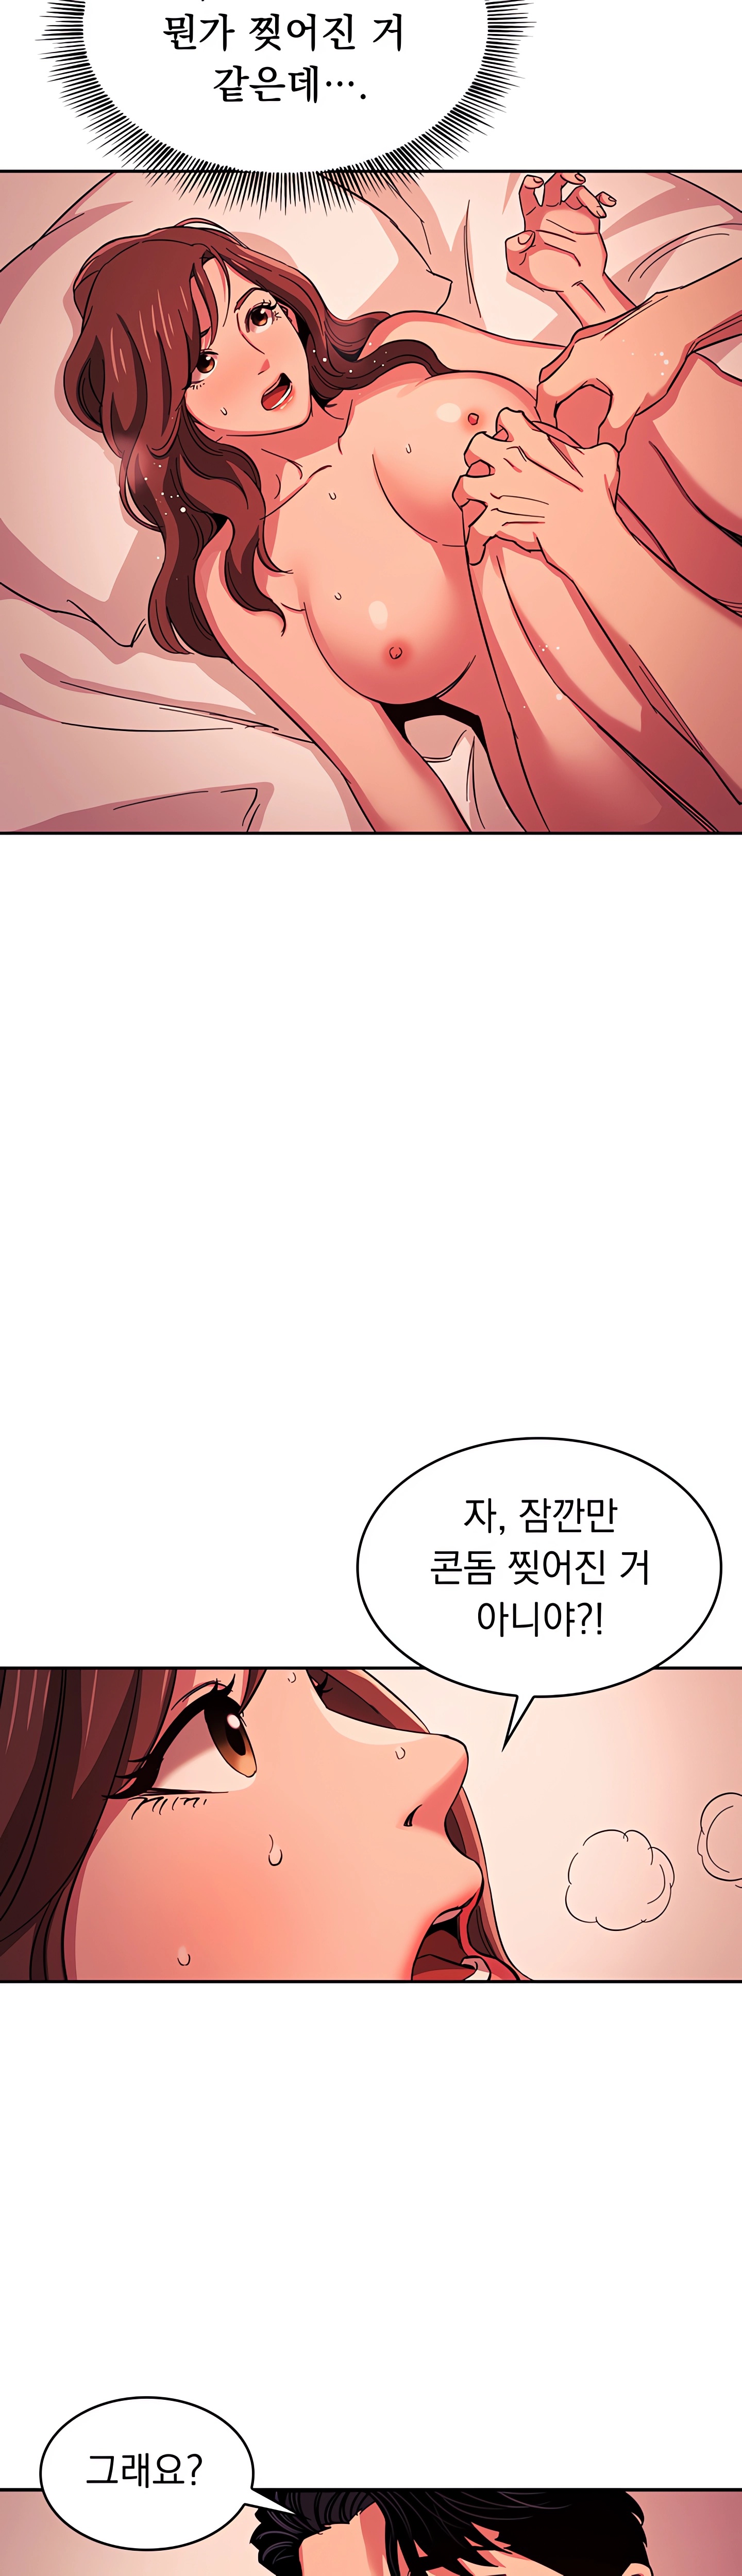 뭔가 찢어진 거
같은데….
자, 잠깐만
콘돔 찢어진 거
아니야?!
그래요?